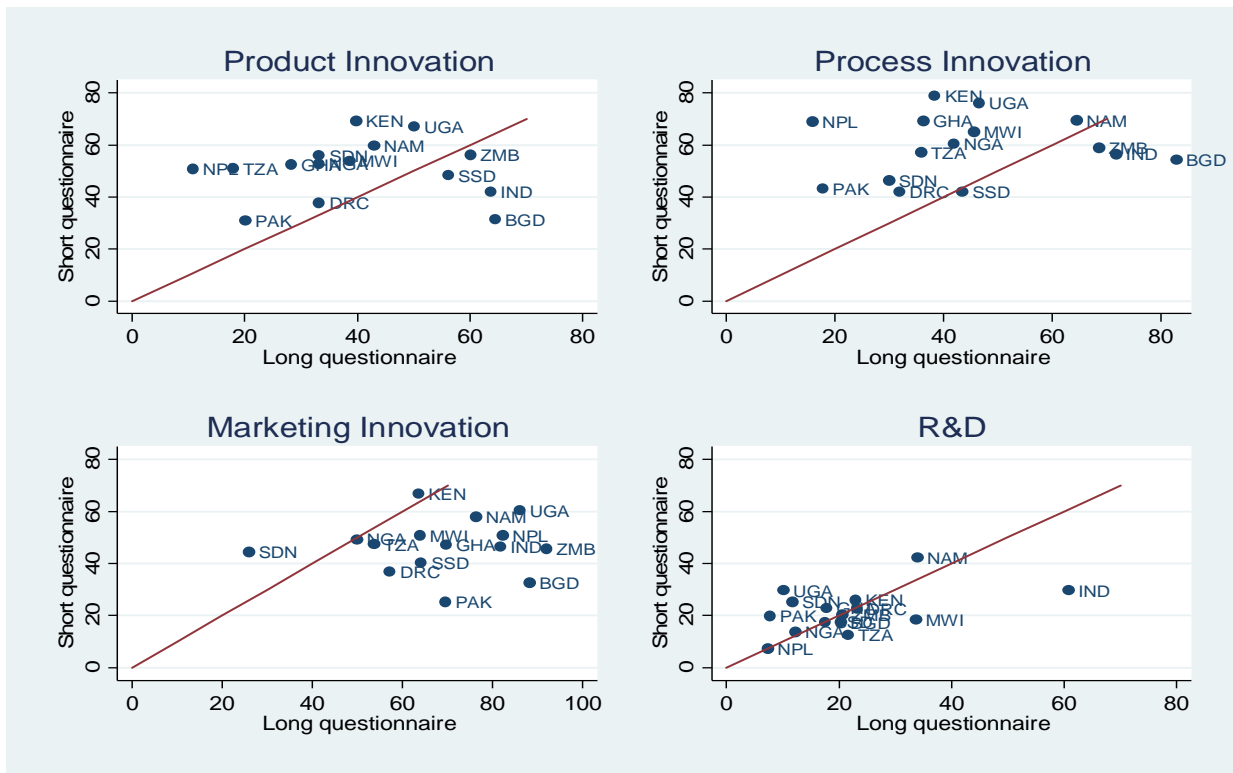 Product Innovation
Short questionnaire
80
60
40
20
0
KEN
UGA
NAM
SDN
ZMB
NPL
TZA
GHA
NGA
MWI
SSD
IND
DRC
PAK
BGD
0 20 40 60 80
Long questionnaire
Process Innovation
Short questionnaire
80
60
40
20
0
KEN
UGA
NPL
GHA
NAM
MWI
NGA
TZA
ZMB
IND
BGD
PAK
SDN
DRC
SSD
0 20 40 60 80
Long questionnaire
Marketing Innovation
Short questionnaire
80
60
40
20
0
KEN
UGA
NAM
NGA
MWI
NPL
SDN
TZA
GHA
IND
ZMB
SSD
DRC
BGD
PAK
0 20 40 60 80 100
Long questionnaire
R&D
Short questionnaire
80
60
40
20
0
NAM
UGA
IND
SDN
KEN
GHA
DRC
PAK
ZMB
MWI
BGD
NGA
TZA
NPL
0 20 40 60 80
Long questionnaire